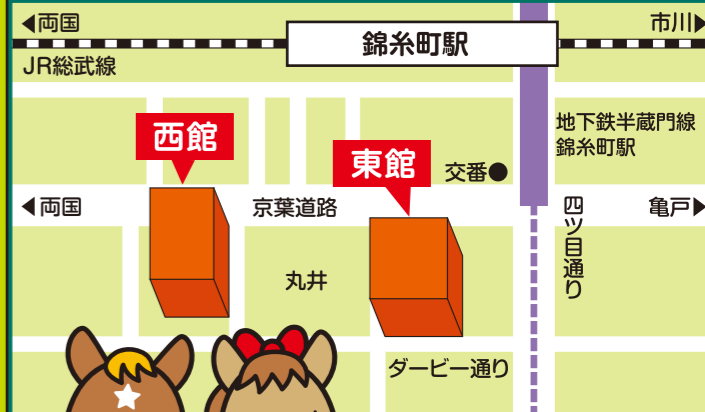 ◀両国
市川▶
錦糸町駅
JR総武線
地下鉄半蔵門線
錦糸町駅
西館
東館
交番●
◀両国
京葉道路
四ツ目通り
亀戸▶
丸井
ダービー通り